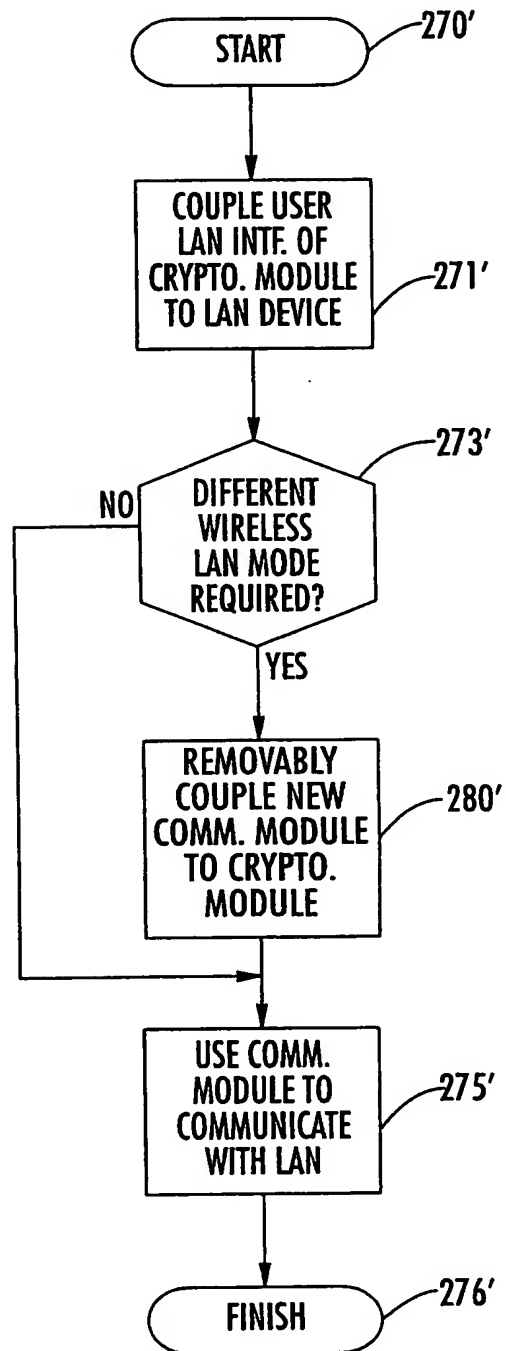 START
270'
COUPLE USER
LAN INTF. OF
CRYPTO. MODULE
TO LAN DEVICE
271'
273'
NO
DIFFERENT
WIRELESS
LAN MODE
REQUIRED?
YES
REMOVABLY
COUPLE NEW
COMM. MODULE
TO CRYPTO.
MODULE
280'
USE COMM.
MODULE TO
COMMUNICATE
WITH LAN
275'
FINISH
276'